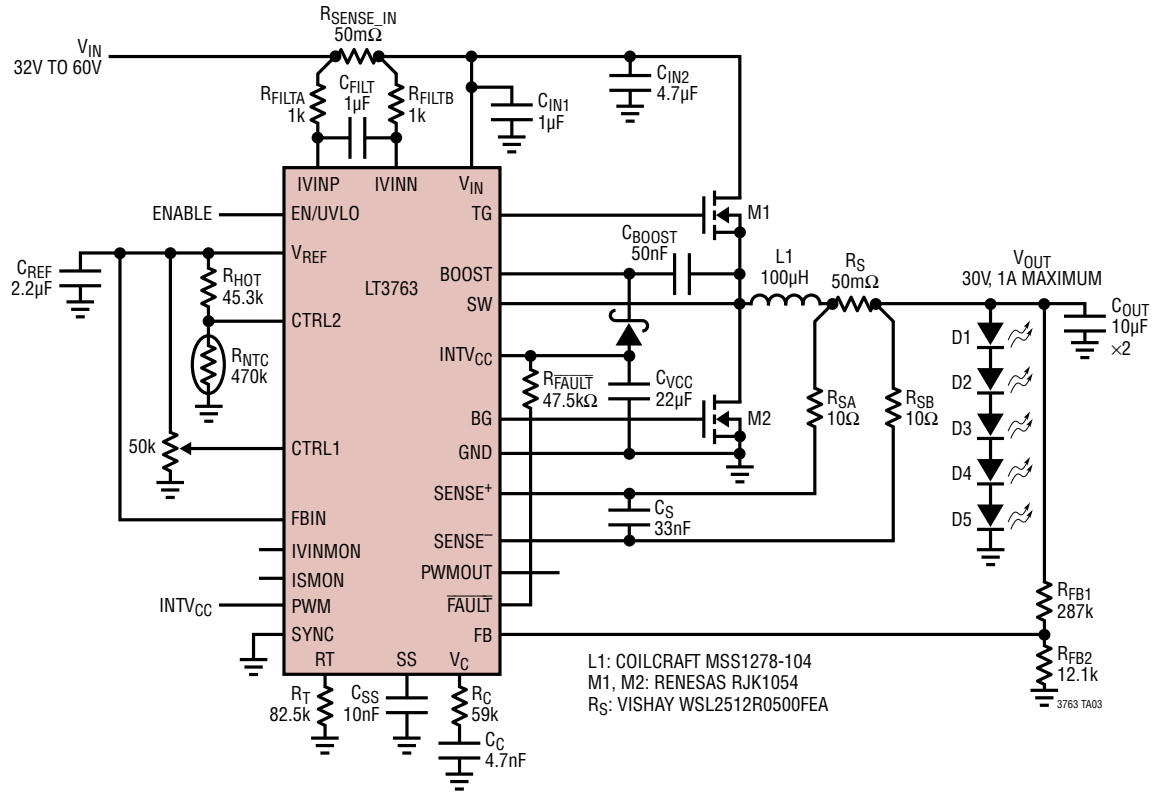 RSENSE_IN
50mΩ
VIN
32V TO 60V
RFILTA
1k
CFILT
1µF
RFILTB
1k
CIN1
1µF
CIN2
4.7µF
IVINP
IVINN
VIN
ENABLE
EN/UVLO
TG
M1
CREF
2.2µF
VREF
RHOT
45.3k
LT3763
BOOST
CBOOST
50nF
SW
L1
100µH
RS
50mΩ
VOUT
30V, 1A MAXIMUM
COUT
10µF
×2
CTRL2
RNTC
470k
INTVCC
RFAULT
47.5kΩ
CVCC
22µF
D1
D2
D3
D4
D5
BG
M2
RSA
10Ω
RSB
10Ω
50k
CTRL1
GND
SENSE+
CS
33nF
SENSE–
FBIN
IVINMON
ISMON
PWMOUT
INTVCC
PWM
FAULT
SYNC
FB
RFB1
287k
RFB2
12.1k
RT
SS
VC
RT
82.5k
CSS
10nF
RC
59k
CC
4.7nF
L1: COILCRAFT MSS1278-104
M1, M2: RENESAS RJK1054
RS: VISHAY WSL2512R0500FEA
3763 TA03